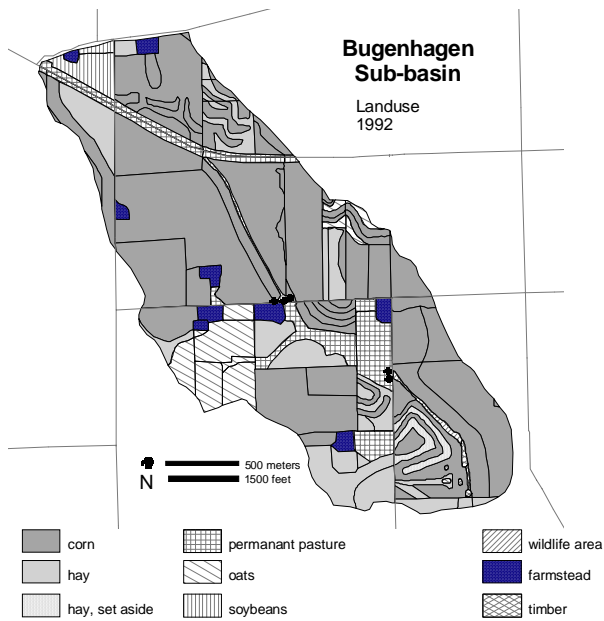 Bugenhagen
Sub-basin
Landuse
1992
500 meters
N
1500 feet
corn
permanant pasture
wildlife area
hay
oats
farmstead
hay, set aside
soybeans
timber